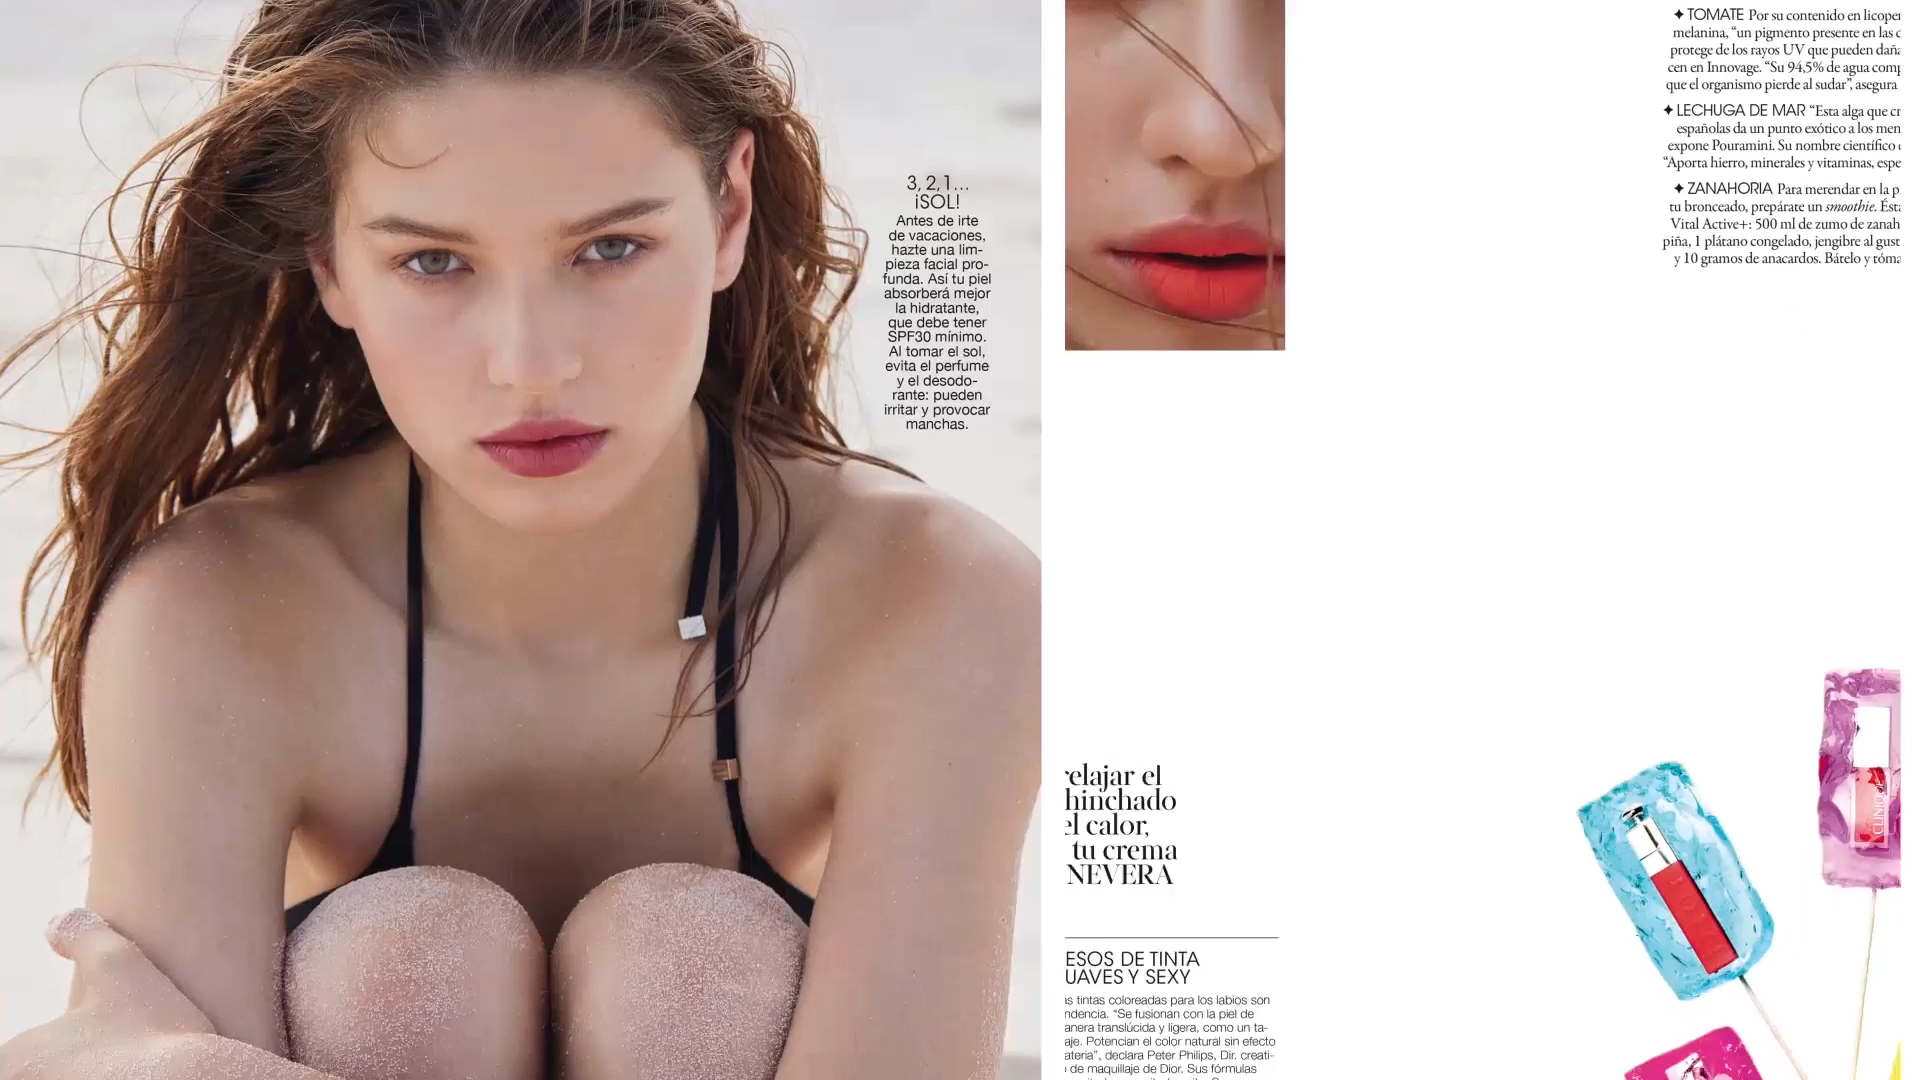 3, 2, 1...
¡SOL!
Antes de irte
de vacaciones,
hazte una lim-
pieza facial pro-
funda. Así tu piel
absorberá mejor
la hidratante,
que debe tener
SPF30 mínimo.
Al tomar el sol,
evita el perfume
y el desodo-
rante: pueden
irritar y provocar
manchas.
relajar el
hinchado
el calor,
tu crema
NEVERA
ESOS DE TINTA
UAVES Y SEXY
as tintas coloreadas para los labios son
ndencia. “Se fusionan con la piel de
anera translúcida y ligera, como un ta-
aje. Potencian el color natural sin efecto
ateria”, declara Peter Philips, Dir. creati-
de maquillaje de Dior. Sus fórmulas
✦ TOMATE Por su contenido en licope
melanina, “un pigmento presente en las
protege de los rayos UV que pueden daña
cen en Innovage. “Su 94,5% de agua comp
que el organismo pierde al sudar”, asegura
✦ LECHUGA DE MAR “Esta alga que cr
españolas da un punto exótico a los men
expone Pouramini. Su nombre científico
“Aporta hierro, minerales y vitaminas, espe
✦ ZANAHORIA Para merendar en la p
tu bronceado, prepárate un smoothie. Ést
Vital Active+: 500 ml de zumo de zanah
piña, 1 plátano congelado, jengibre al gust
y 10 gramos de anacardos. Bátelo y tóma
CLINIQUE